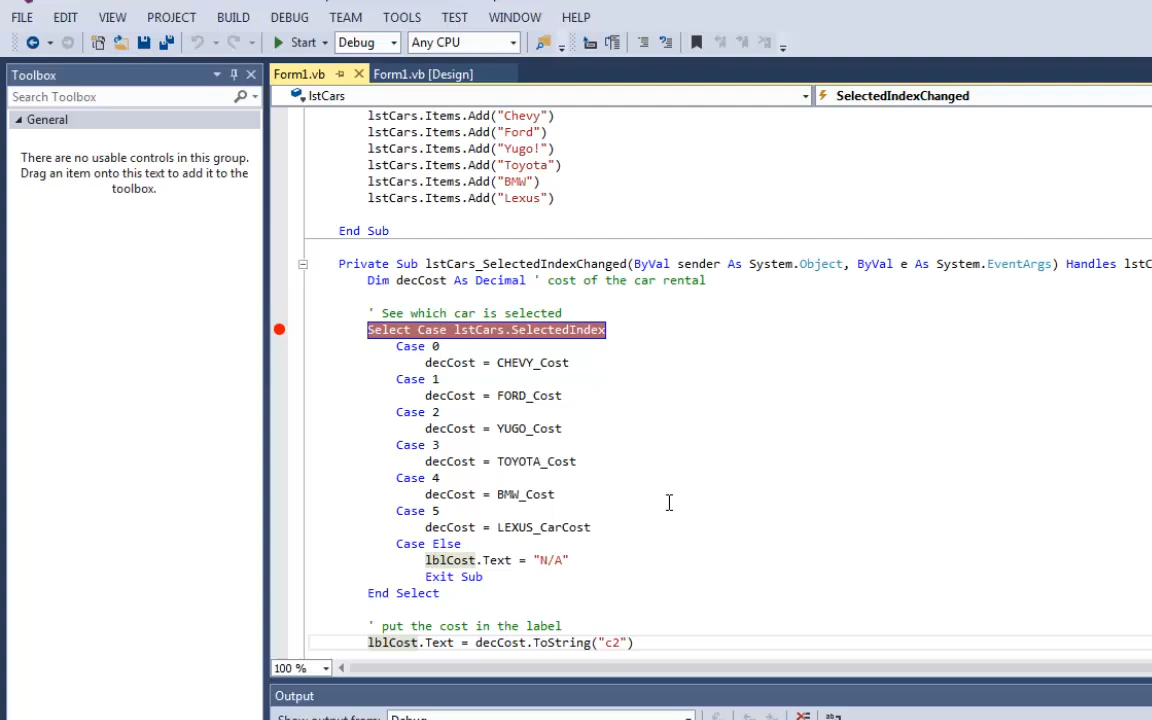 FILE EDIT VIEW PROJECT BUILD DEBUG TEAM TOOLS TEST WINDOW HELP
Start Debug Any CPU
Toolbox
Search Toolbox
General
There are no usable controls in this group.
Drag an item onto this text to add it to the
toolbox.
Form1.vb Form1.vb [Design]
lstCars SelectedIndexChanged
lstCars.Items.Add("Chevy")
lstCars.Items.Add("Ford")
lstCars.Items.Add("Yugo!")
lstCars.Items.Add("Toyota")
lstCars.Items.Add("BMW")
lstCars.Items.Add("Lexus")
End Sub
Private Sub lstCars_SelectedIndexChanged(ByVal sender As System.Object, ByVal e As System.EventArgs) Handles lstC
Dim decCost As Decimal ' cost of the car rental
' See which car is selected
Select Case lstCars.SelectedIndex
Case 0
decCost = CHEVY_Cost
Case 1
decCost = FORD_Cost
Case 2
decCost = YUGO_Cost
Case 3
decCost = TOYOTA_Cost
Case 4
decCost = BMW_Cost
Case 5
decCost = LEXUS_CarCost
Case Else
lblCost.Text = "N/A"
Exit Sub
End Select
' put the cost in the label
lblCost.Text = decCost.ToString("c2")
100 %
Output
Show output from: Debug